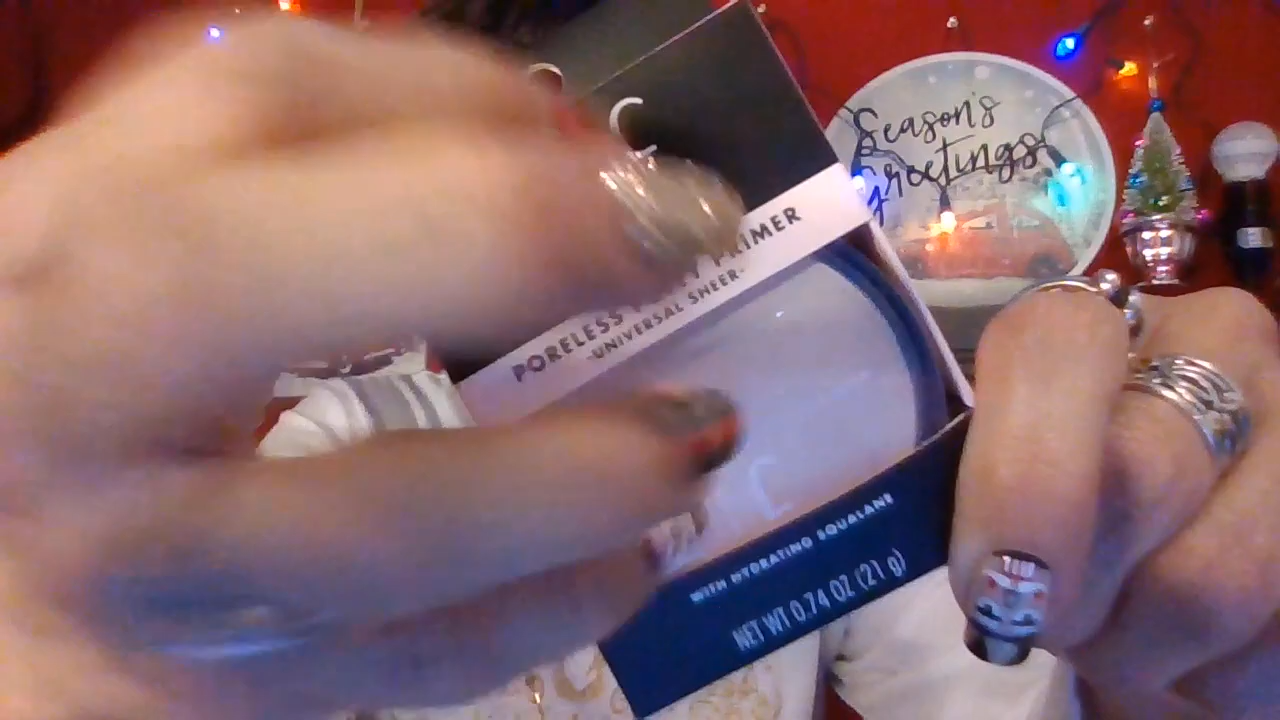 Season's
Greetings
PORELESS PRIMER
-UNIVERSAL SHEER-
WITH HYDRATING SQUALANE
NET WT 0.74 OZ (21 g)